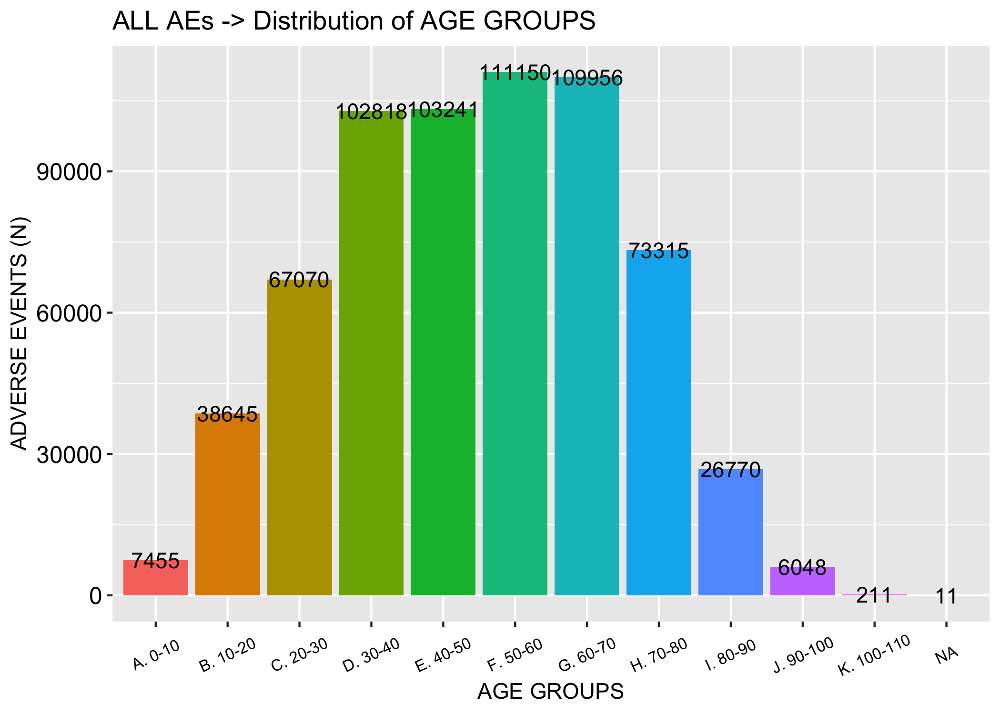 ALL AEs -> Distribution of AGE GROUPS
ADVERSE EVENTS (N)
90000
60000
30000
0
7455
38645
67070
102818
103241
111150
109956
73315
26770
6048
211
11
A. 0-10
B. 10-20
C. 20-30
D. 30-40
E. 40-50
F. 50-60
G. 60-70
H. 70-80
I. 80-90
J. 90-100
K. 100-110
NA
AGE GROUPS